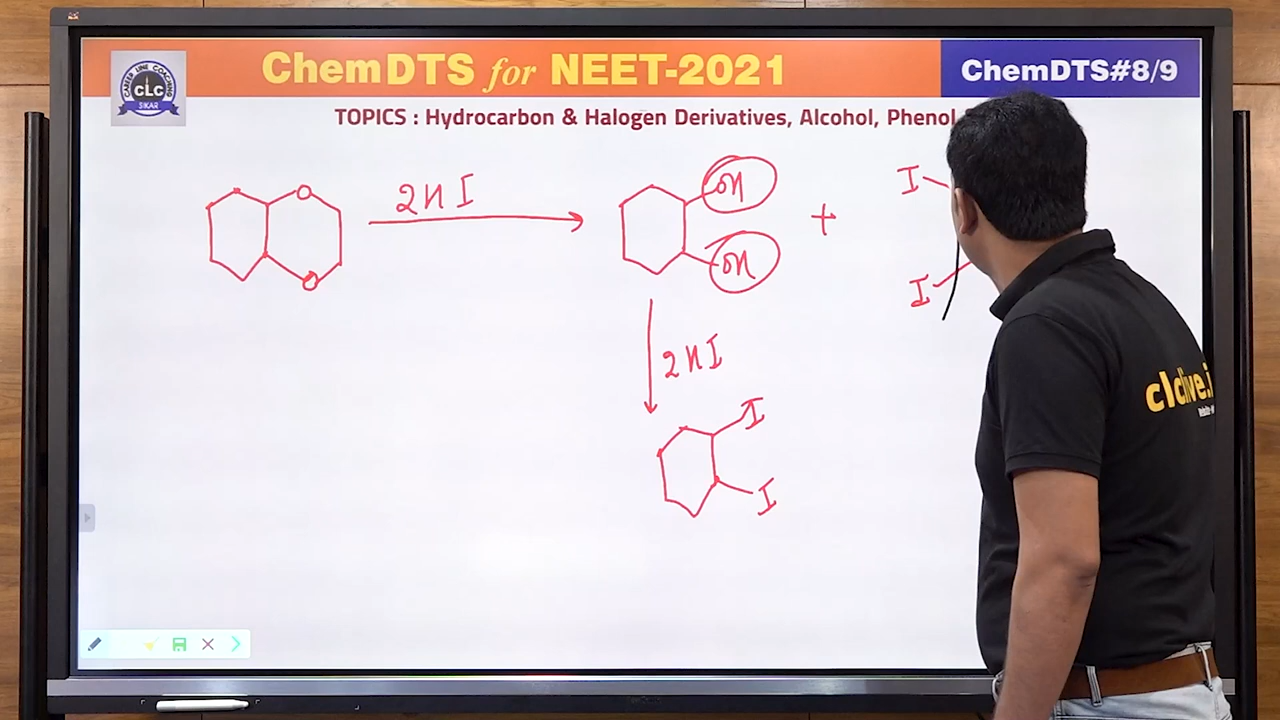 ChemDTS for NEET-2021
ChemDTS#8/9
CAREER LINE COACHING
CLC
SIKAR
TOPICS : Hydrocarbon & Halogen Derivatives, Alcohol, Phenol
O
O
2HI
OH
OH
+
I
I
2HI
I
I
clclive.i